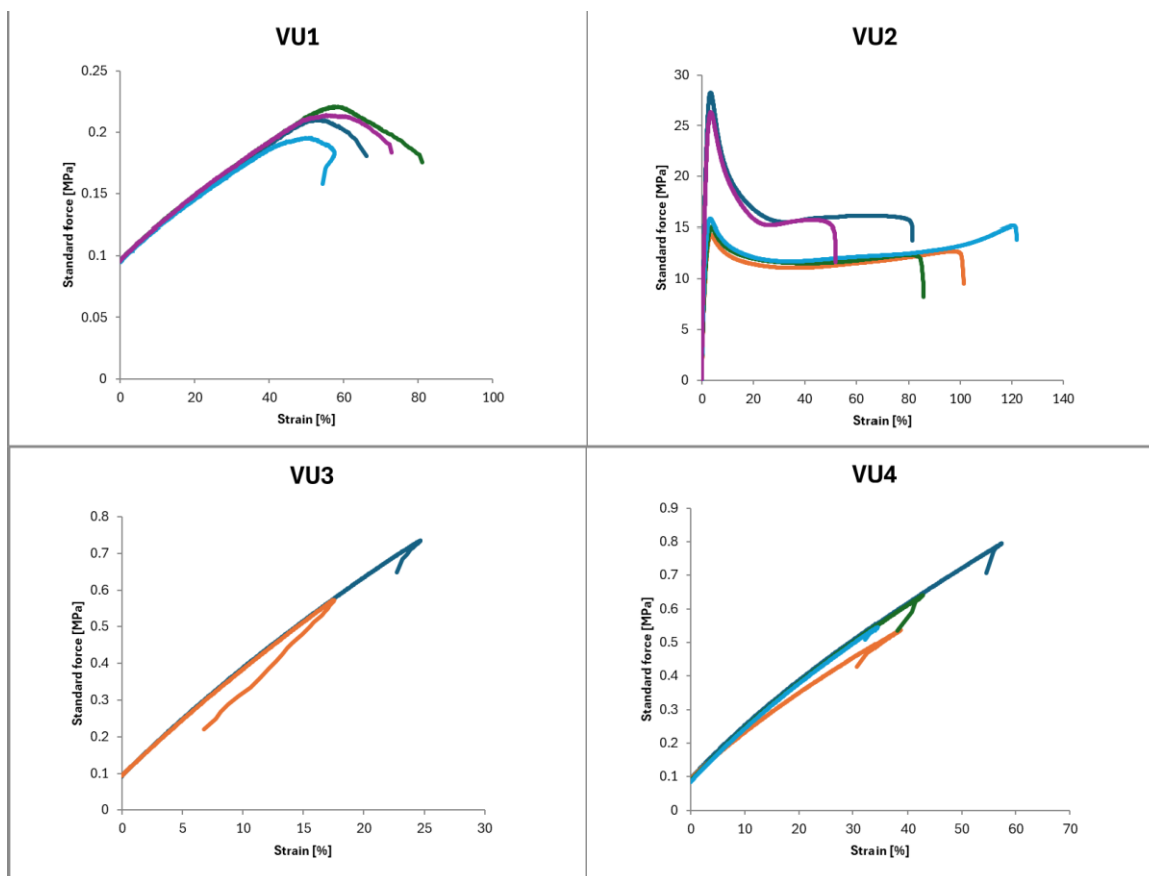 VU1
0.25
0.2
0.15
0.1
0.05
0
Standard force [MPa]
0 20 40 60 80 100
Strain [%]
VU2
30
25
20
15
10
5
0
Standard force [MPa]
0 20 40 60 80 100 120 140
Strain [%]
VU3
0.8
0.7
0.6
0.5
0.4
0.3
0.2
0.1
0
Standard force [MPa]
0 5 10 15 20 25 30
Strain [%]
VU4
0.9
0.8
0.7
0.6
0.5
0.4
0.3
0.2
0.1
0
Standard force [MPa]
0 10 20 30 40 50 60 70
Strain [%]